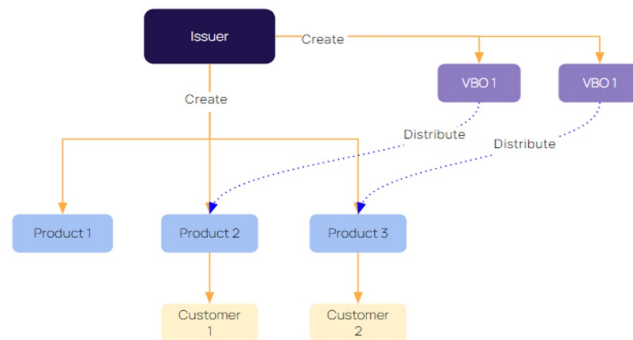 Issuer
Create
VBO 1
VBO 1
Create
Distribute
Distribute
Product 1
Product 2
Product 3
Customer
1
Customer
2